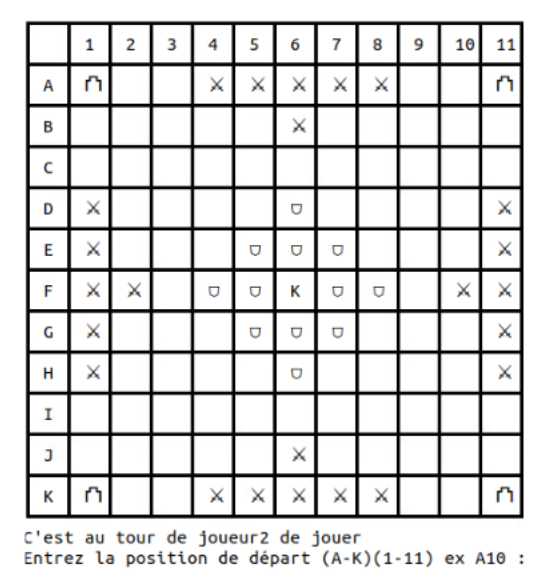 1 2 3 4 5 6 7 8 9 10 11
A ⚔ ⚔ ⚔ ⚔ ⚔
B ⚔
C
D ⚔ ⛉ ⚔
E ⚔ ⛉ ⛉ ⛉ ⚔
F ⚔ ⚔ ⛉ ⛉ K ⛉ ⛉ ⚔ ⚔
G ⚔ ⛉ ⛉ ⛉ ⚔
H ⚔ ⛉ ⚔
I
J ⚔
K ⚔ ⚔ ⚔ ⚔ ⚔
C'est au tour de joueur2 de jouer
Entrez la position de départ (A-K)(1-11) ex A10 :